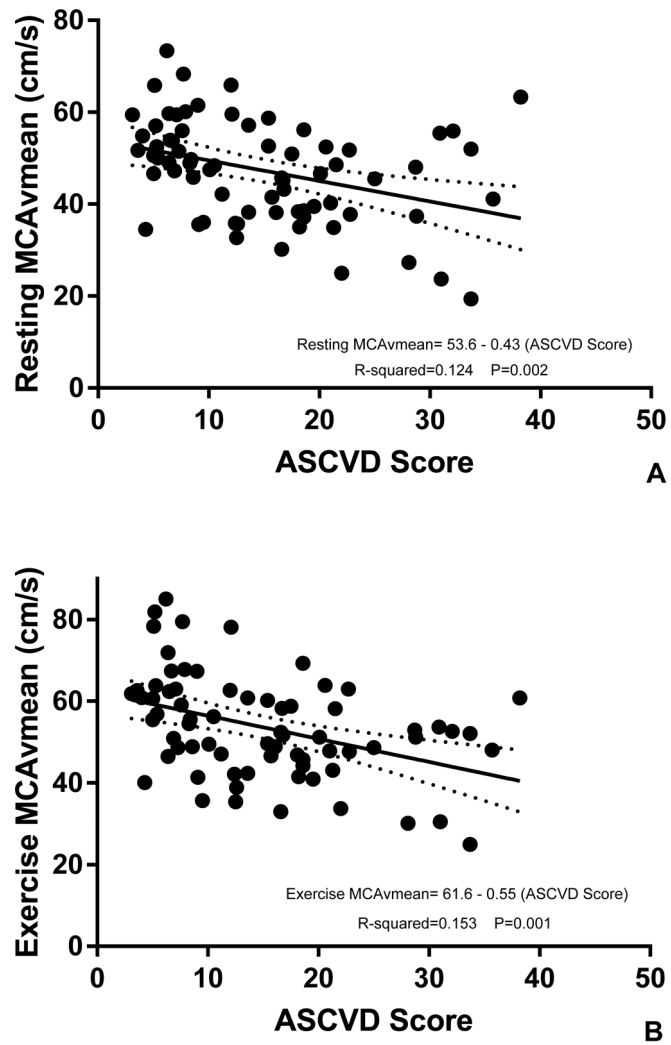 80
60
40
20
0
Resting MCAvmean (cm/s)
Resting MCAvmean= 53.6 - 0.43 (ASCVD Score)
R-squared=0.124 P=0.002
0 10 20 30 40 50
ASCVD Score
A
80
60
40
20
0
Exercise MCAvmean (cm/s)
Exercise MCAvmean= 61.6 - 0.55 (ASCVD Score)
R-squared=0.153 P=0.001
0 10 20 30 40 50
ASCVD Score
B